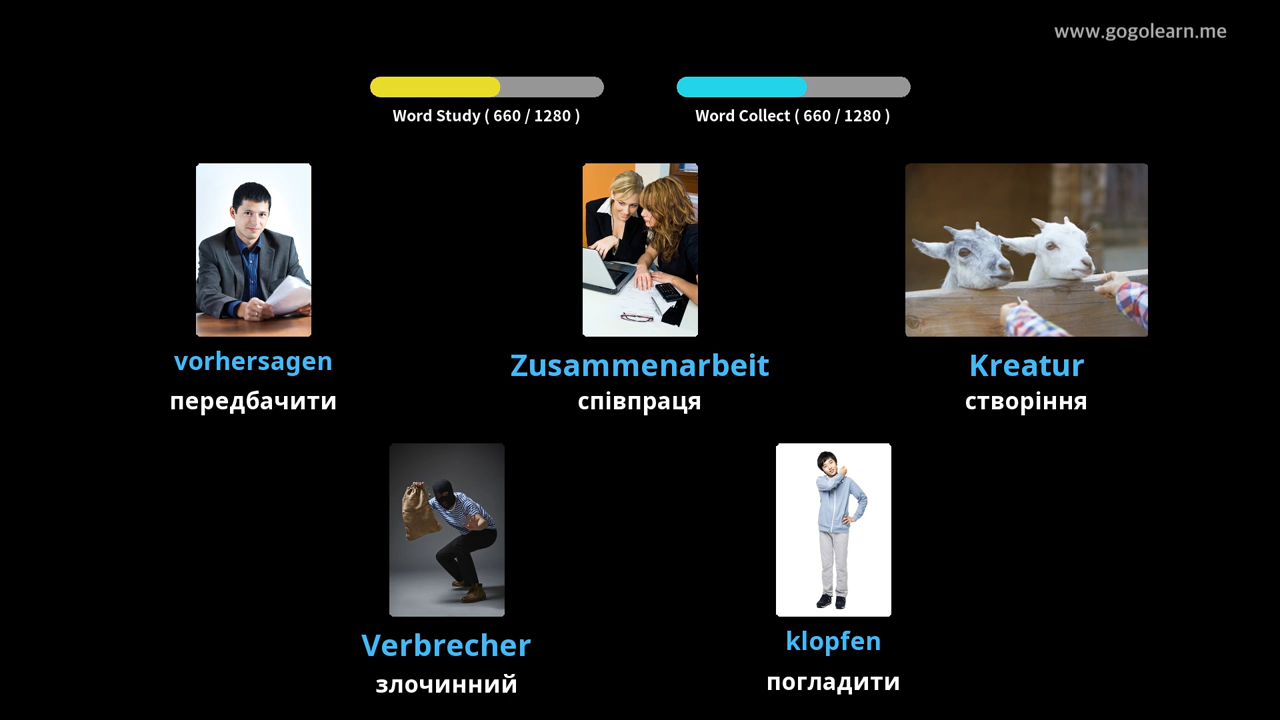 www.gogolearn.me
Word Study ( 660 / 1280 )
Word Collect ( 660 / 1280 )
vorhersagen
передбачити
Zusammenarbeit
співпраця
Kreatur
створіння
Verbrecher
злочинний
klopfen
погладити